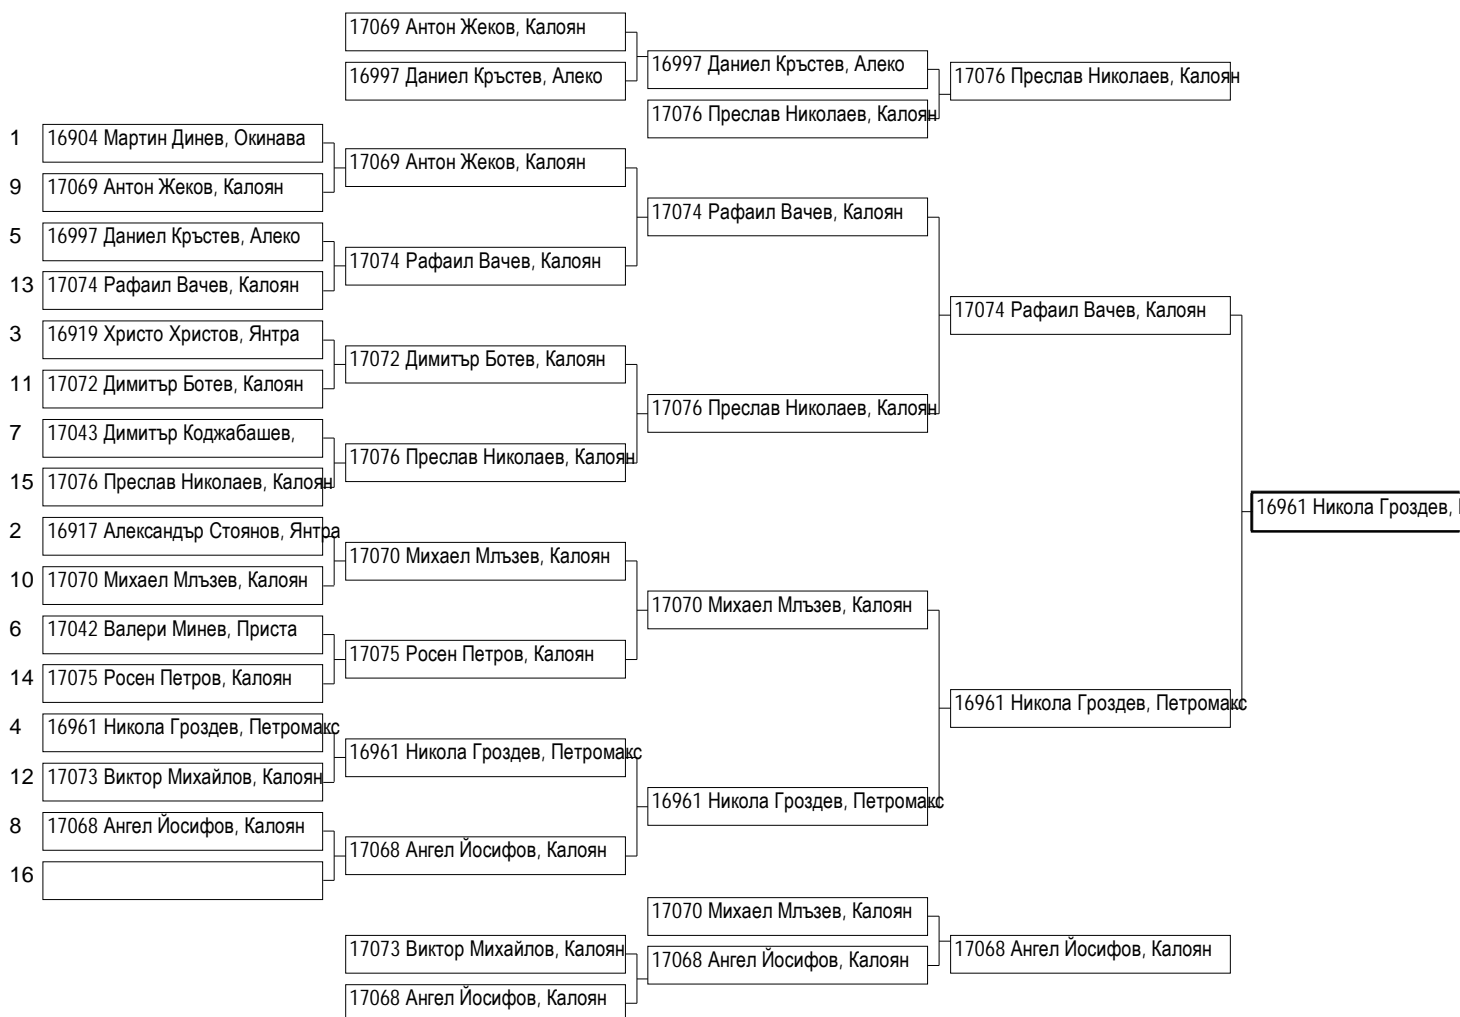 17069 Антон Жеков, Калоян
16997 Даниел Кръстев, Алеко
16997 Даниел Кръстев, Алеко
17076 Преслав Николаев, Калоян
17076 Преслав Николаев, Калоян
1 16904 Мартин Динев, Окинава
9 17069 Антон Жеков, Калоян
5 16997 Даниел Кръстев, Алеко
13 17074 Рафаил Вачев, Калоян
3 16919 Христо Христов, Янтра
11 17072 Димитър Ботев, Калоян
7 17043 Димитър Коджабашев,
15 17076 Преслав Николаев, Калоян
2 16917 Александър Стоянов, Янтра
10 17070 Михаел Млъзев, Калоян
6 17042 Валери Минев, Приста
14 17075 Росен Петров, Калоян
4 16961 Никола Гроздев, Петромакс
12 17073 Виктор Михайлов, Калоян
8 17068 Ангел Йосифов, Калоян
16
17069 Антон Жеков, Калоян
17074 Рафаил Вачев, Калоян
17072 Димитър Ботев, Калоян
17076 Преслав Николаев, Калоян
17070 Михаел Млъзев, Калоян
17075 Росен Петров, Калоян
16961 Никола Гроздев, Петромакс
17068 Ангел Йосифов, Калоян
17074 Рафаил Вачев, Калоян
17076 Преслав Николаев, Калоян
17070 Михаел Млъзев, Калоян
16961 Никола Гроздев, Петромакс
17074 Рафаил Вачев, Калоян
16961 Никола Гроздев, Петромакс
16961 Никола Гроздев,
17073 Виктор Михайлов, Калоян
17068 Ангел Йосифов, Калоян
17070 Михаел Млъзев, Калоян
17068 Ангел Йосифов, Калоян
17068 Ангел Йосифов, Калоян